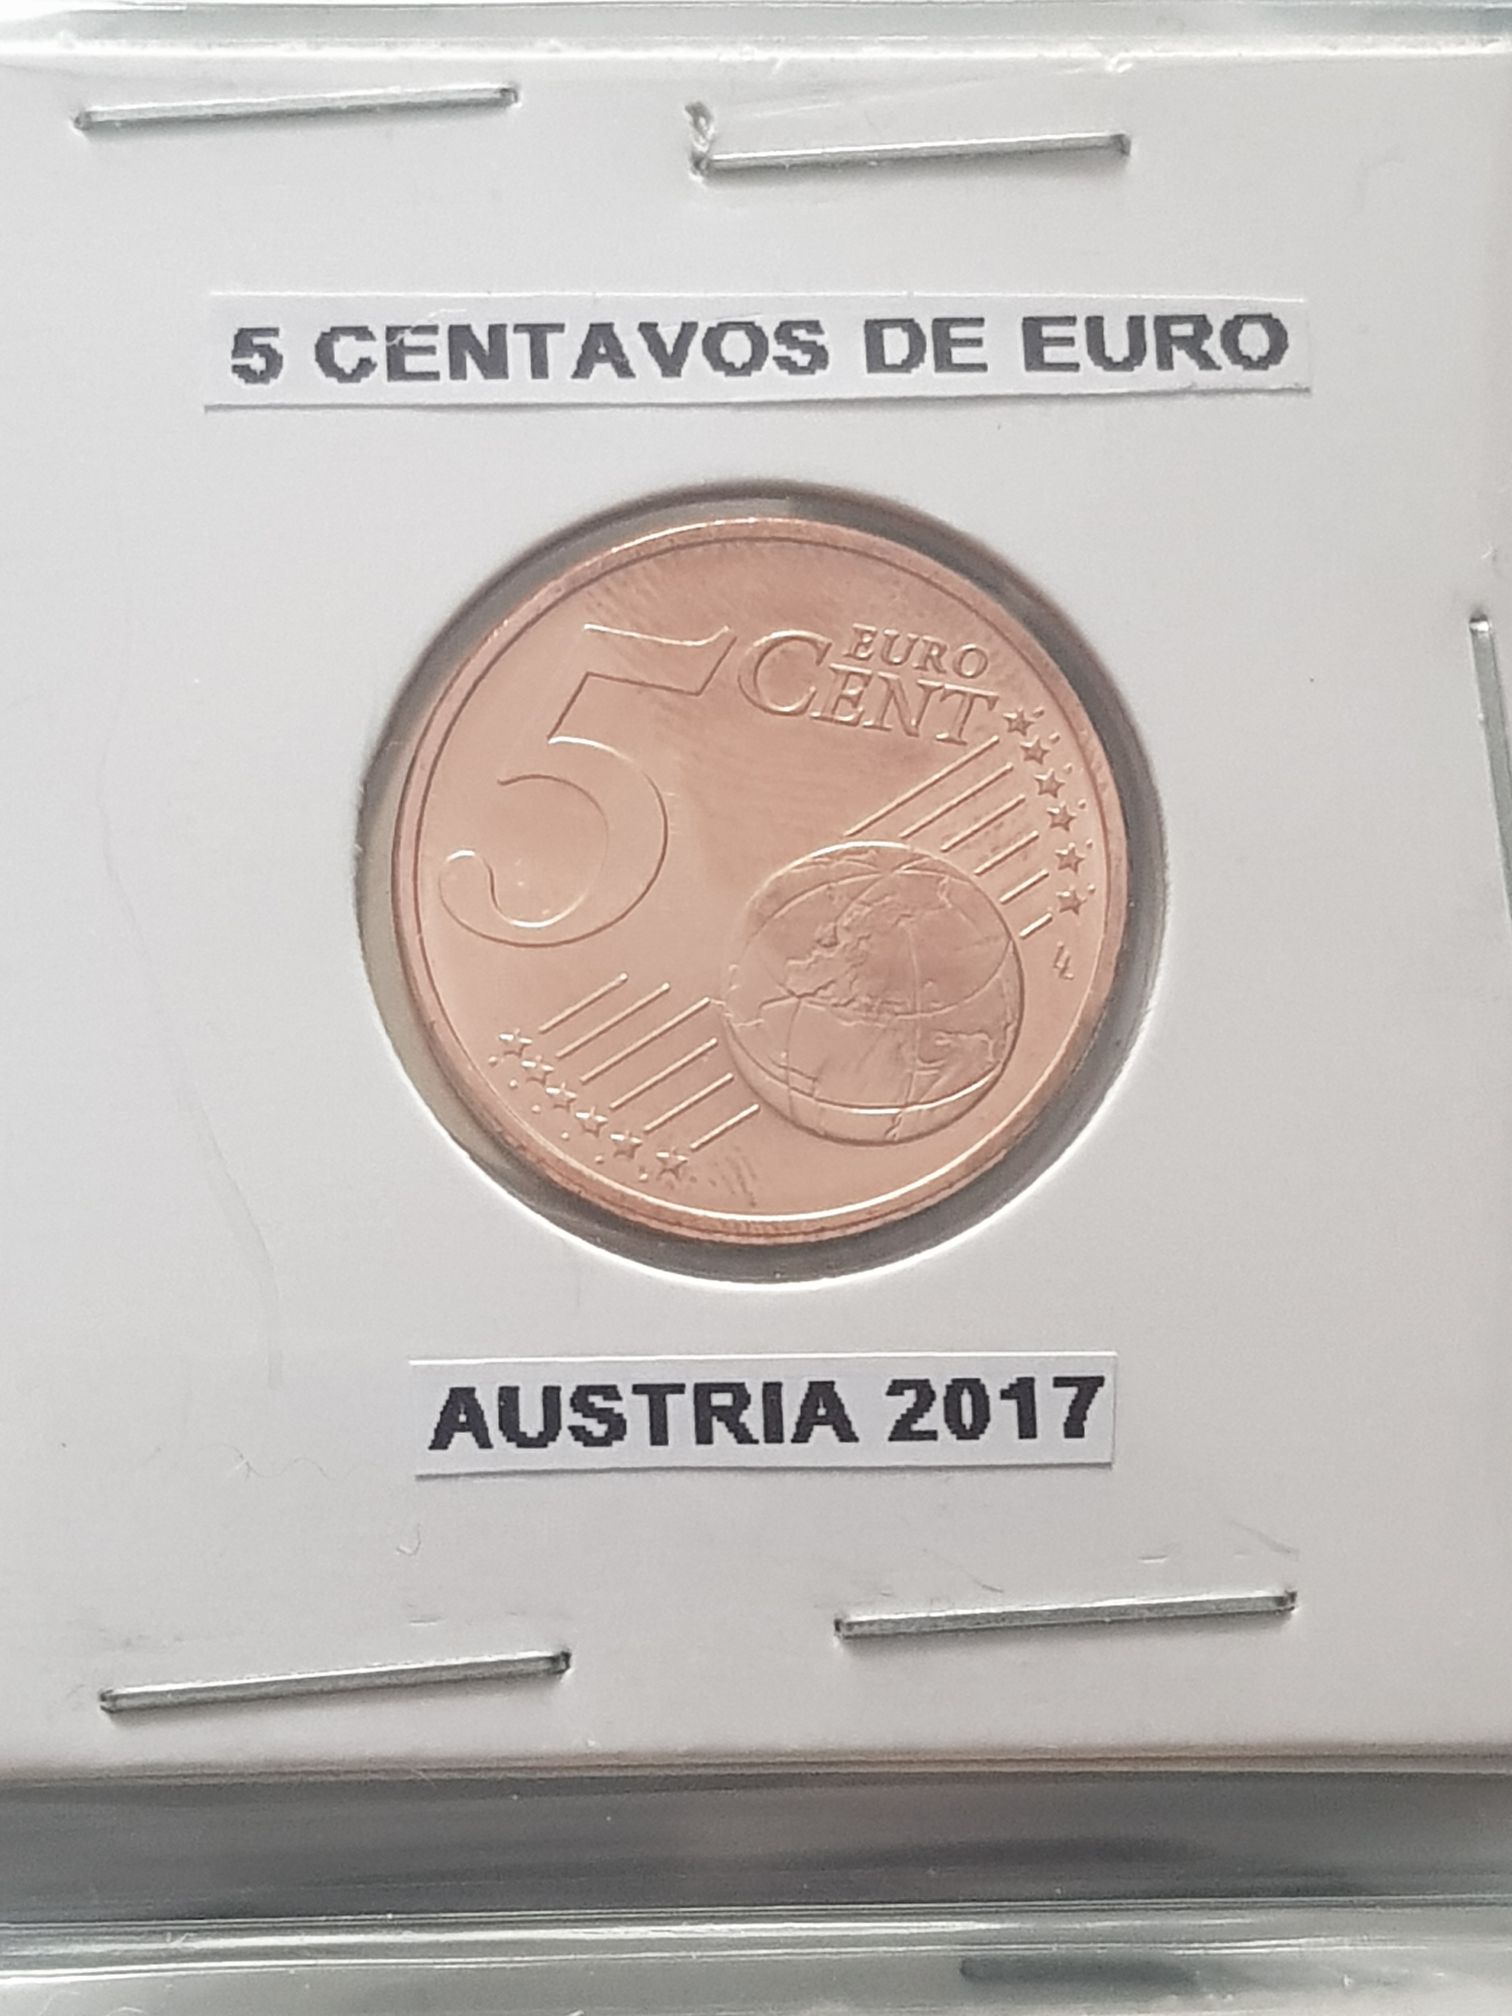 5 CENTAVOS DE EURO
5 EURO
CENT
AUSTRIA 2017